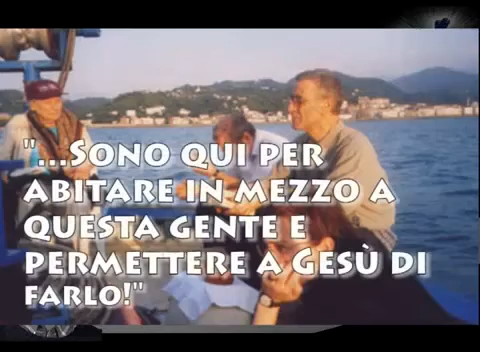 "...Sono qui per
abitare in mezzo a
questa gente e
permettere a Gesù di
farlo!"